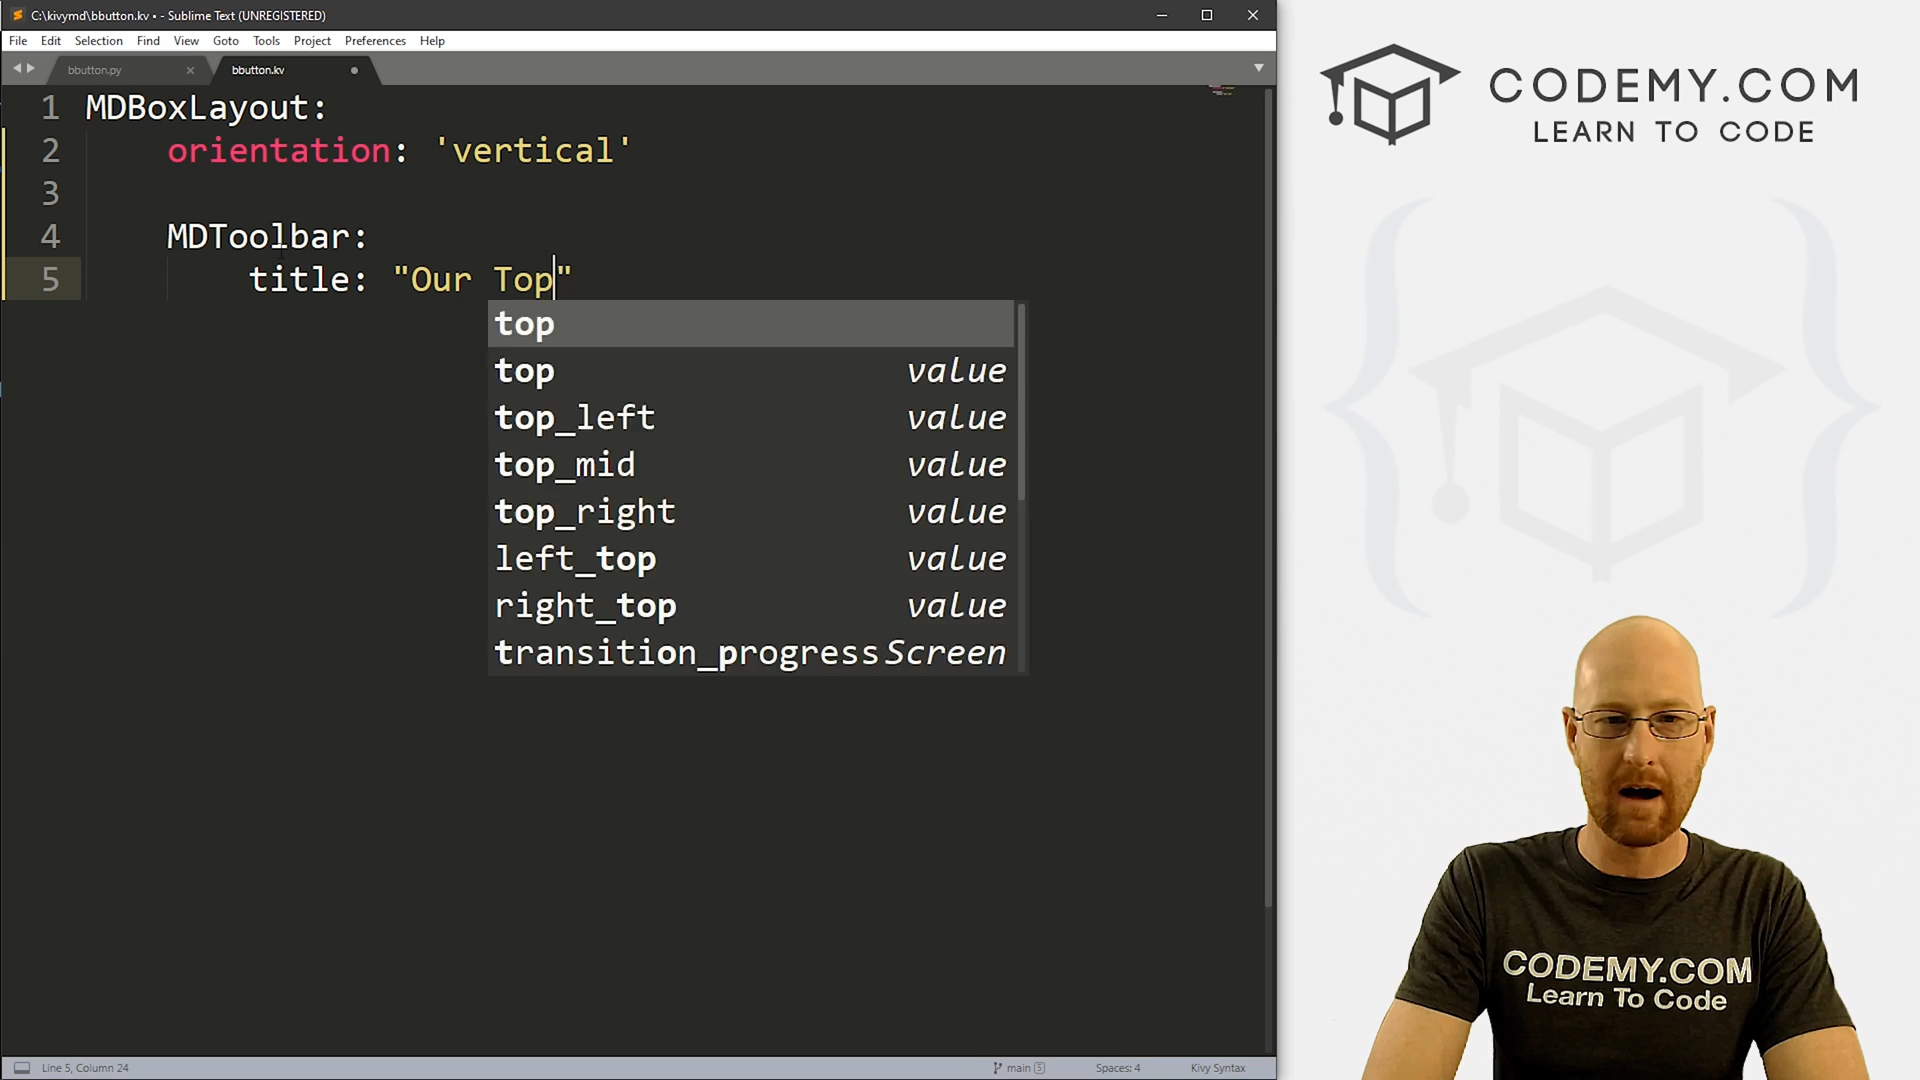 C:\kivymd\bbutton.kv • - Sublime Text (UNREGISTERED)
File Edit Selection Find View Goto Tools Project Preferences Help
bbutton.py
bbutton.kv
1 MDBoxLayout:
2 orientation: 'vertical'
3
4 MDToolbar:
5 title: "Our Top"
top
top value
top_left value
top_mid value
top_right value
left_top value
right_top value
transition_progress Screen
Line 5, Column 24
main 5
Spaces: 4
Kivy Syntax
CODEMY.COM
LEARN TO CODE
CODEMY.COM
Learn To Code